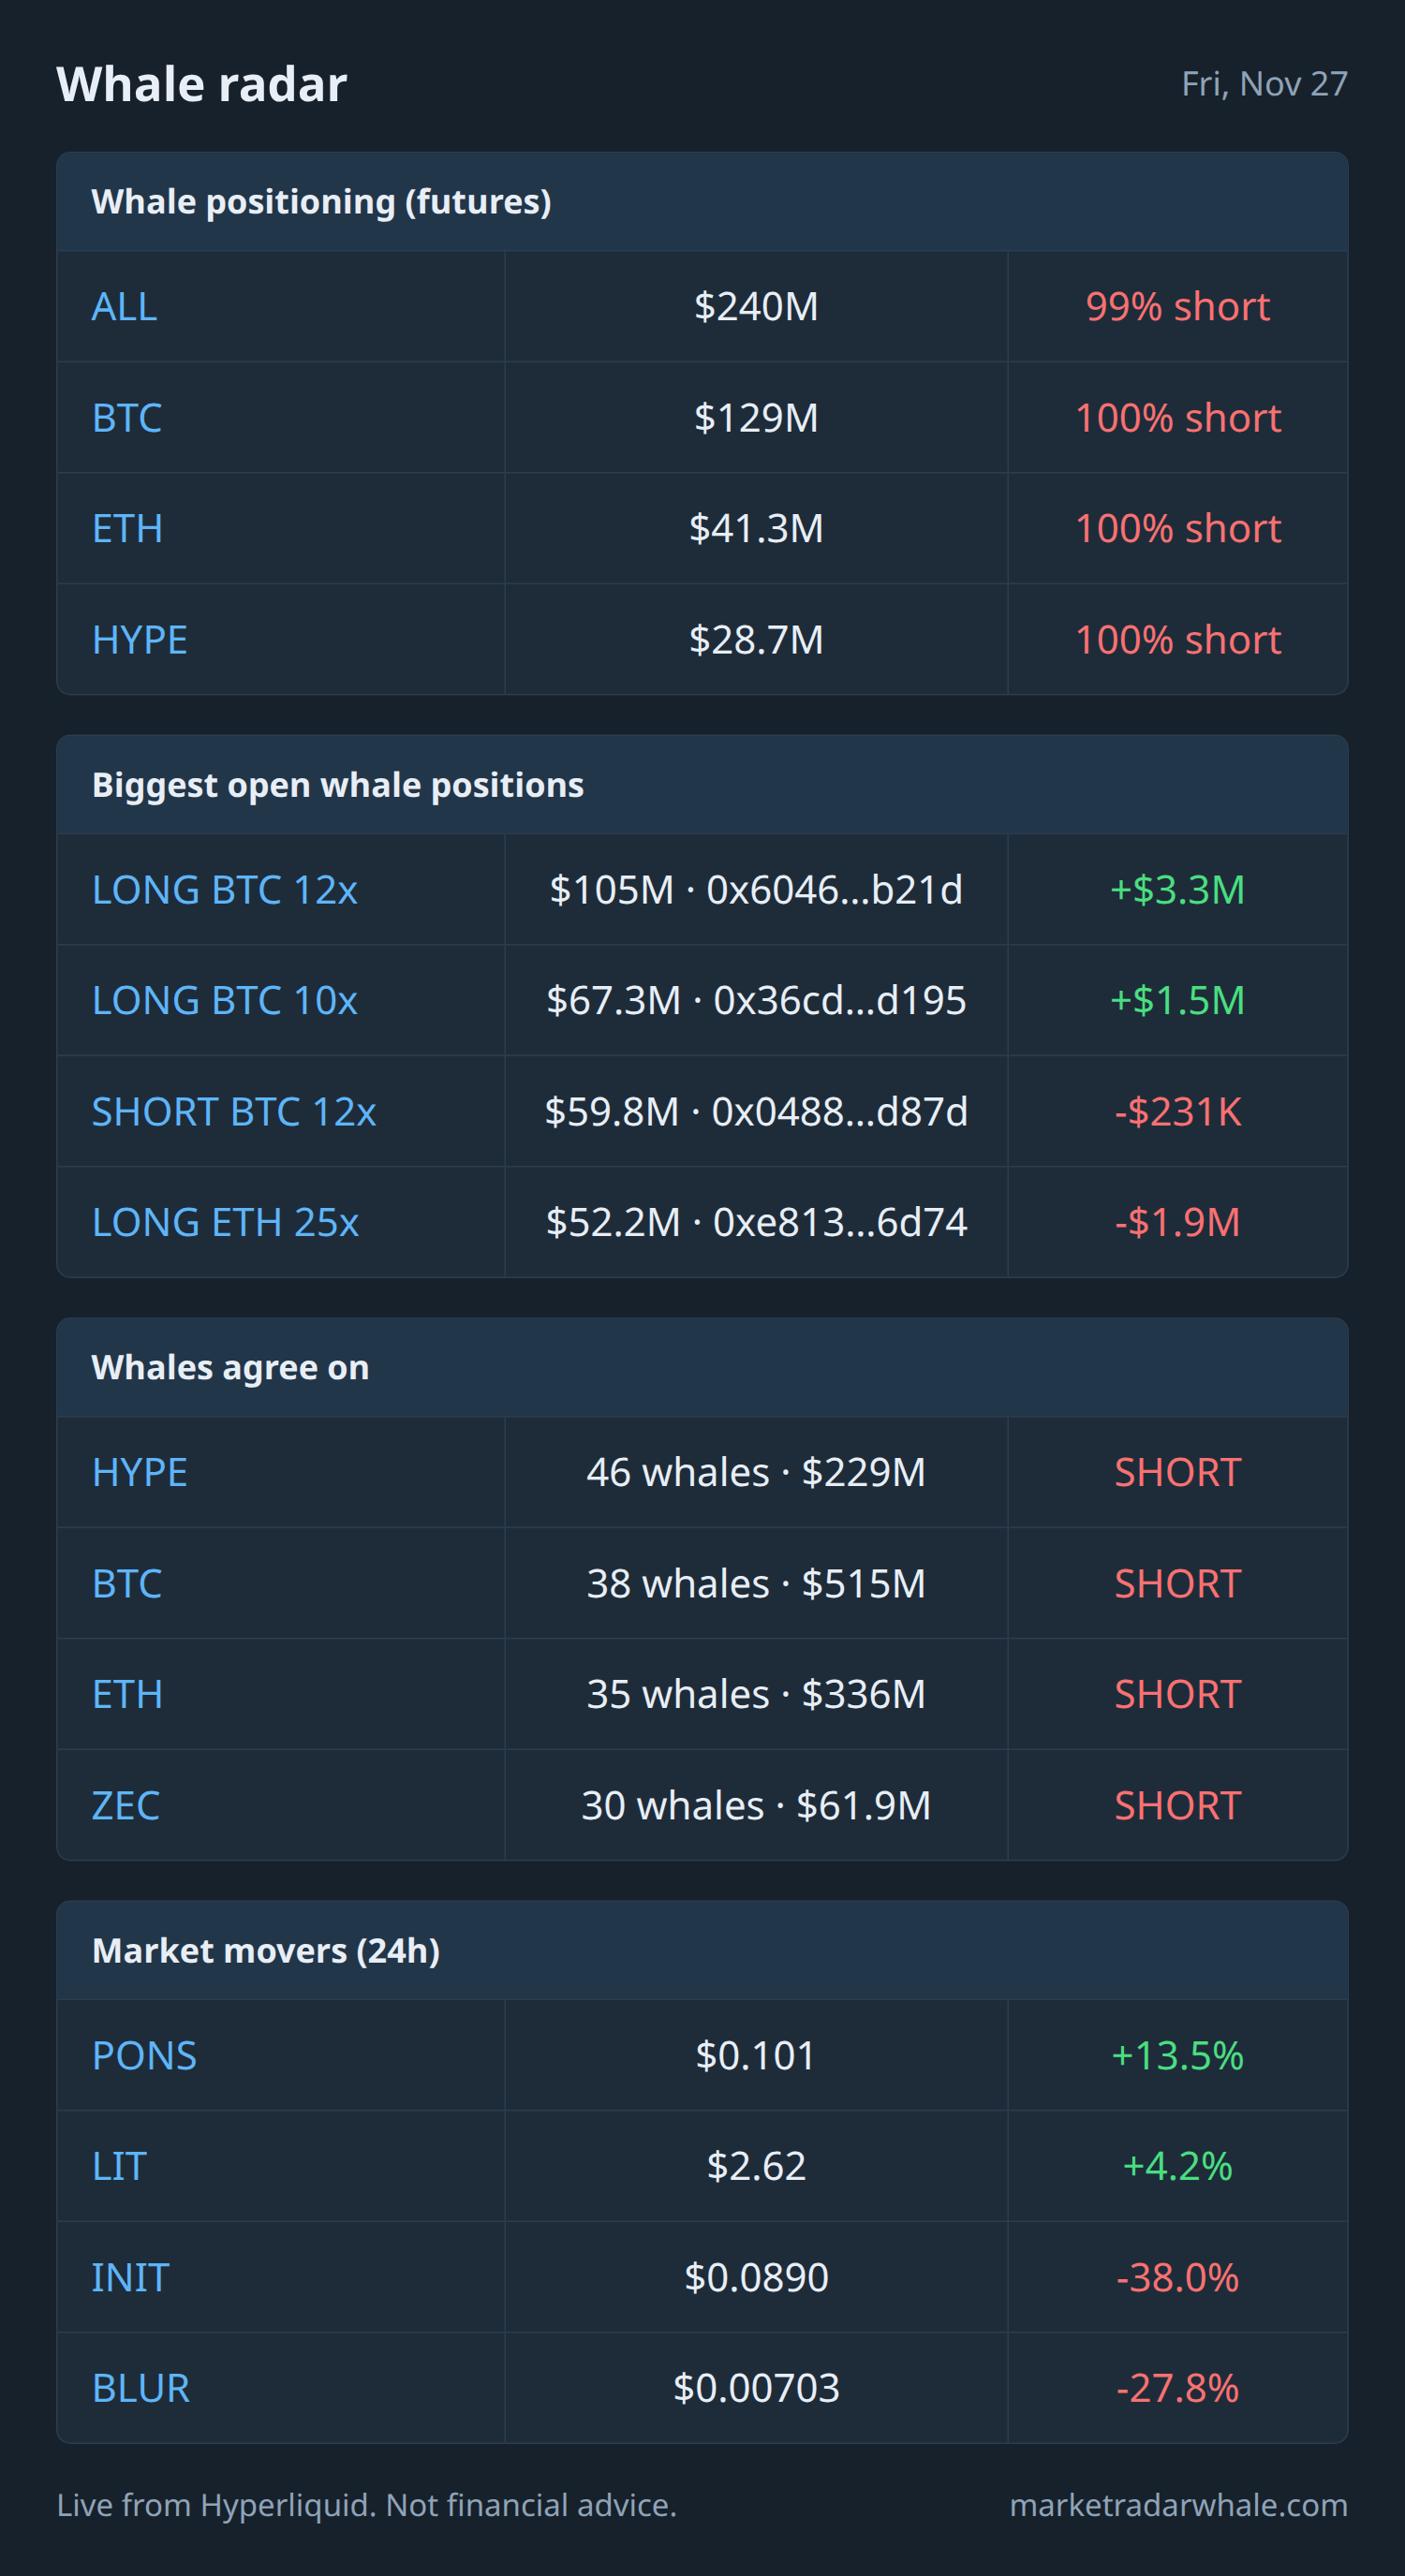 Whale radar Fri, Nov 27
Whale positioning (futures)
ALL $240M 99% short
BTC $129M 100% short
ETH $41.3M 100% short
HYPE $28.7M 100% short
Biggest open whale positions
LONG BTC 12x $105M · 0x6046…b21d +$3.3M
LONG BTC 10x $67.3M · 0x36cd…d195 +$1.5M
SHORT BTC 12x $59.8M · 0x0488…d87d -$231K
LONG ETH 25x $52.2M · 0xe813…6d74 -$1.9M
Whales agree on
HYPE 46 whales · $229M SHORT
BTC 38 whales · $515M SHORT
ETH 35 whales · $336M SHORT
ZEC 30 whales · $61.9M SHORT
Market movers (24h)
PONS $0.101 +13.5%
LIT $2.62 +4.2%
INIT $0.0890 -38.0%
BLUR $0.00703 -27.8%
Live from Hyperliquid. Not financial advice. marketradarwhale.com